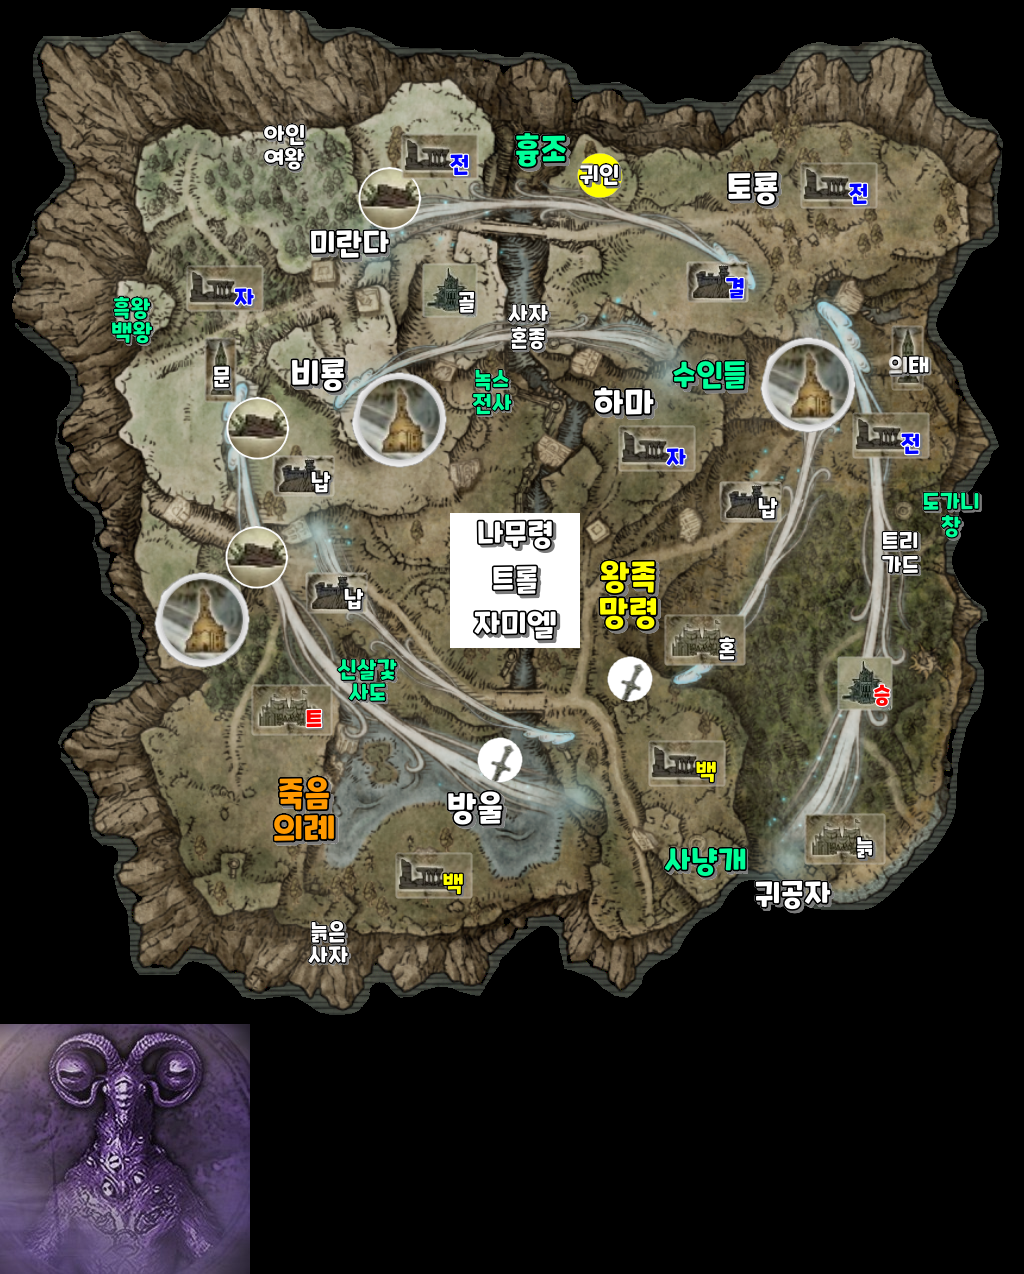 아인
여왕
전
흉조
귀인
토룡
전
미란다
결
자
골
흑왕
백왕
사자
혼종
문
비룡
녹스
전사
수인들
하마
의태
전
자
납
납
도가니
창
나무령
트롤
자미엘
트리
가드
왕족
망령
납
혼
신살갗
사도
승
트
백
죽음
의례
방울
사냥개
늙
백
귀공자
늙은
사자